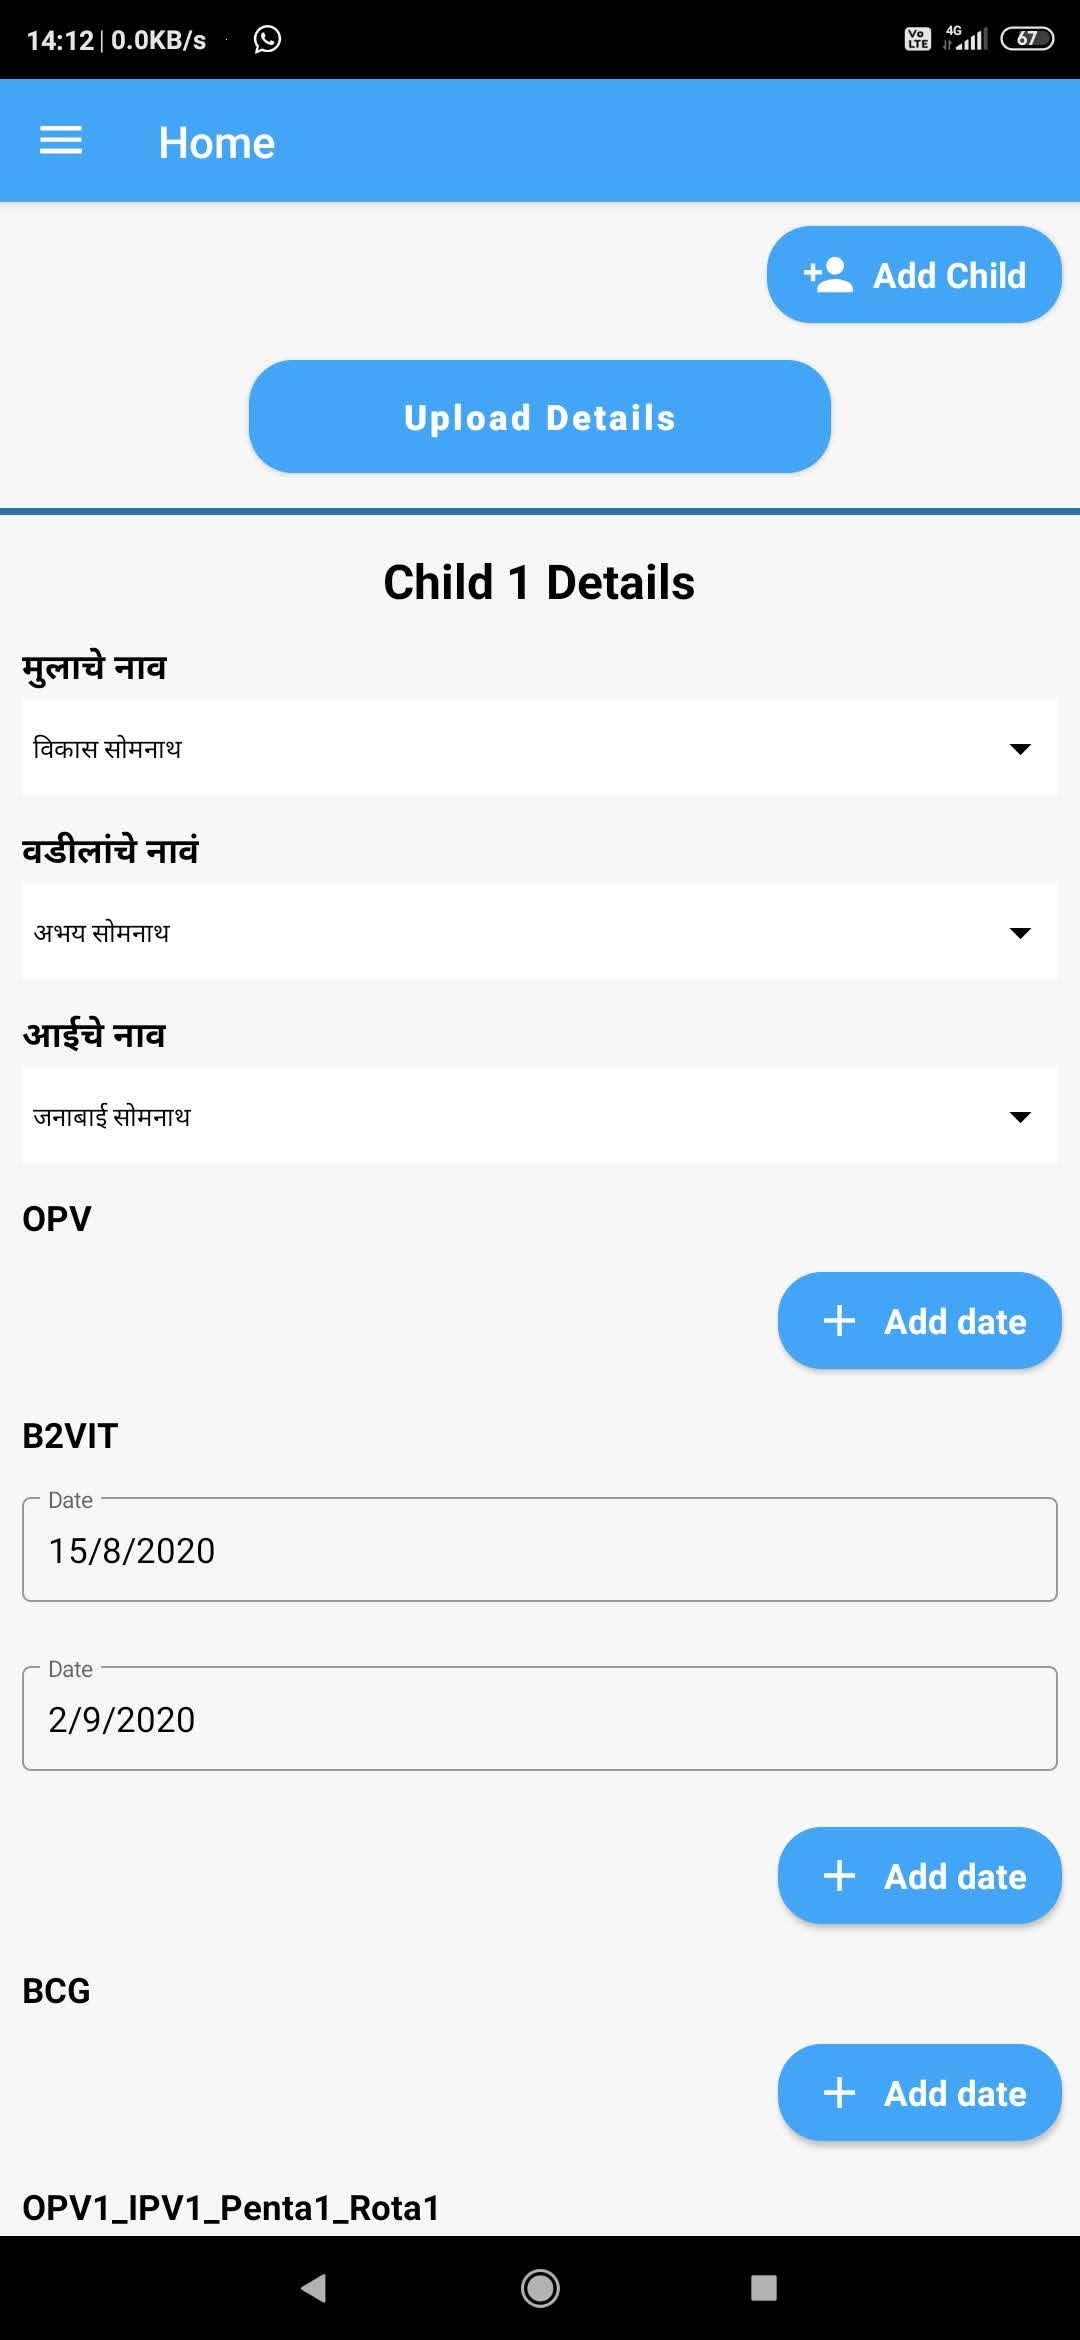 14:12 | 0.0KB/s
Vo LTE 4G 67
Home
Add Child
Upload Details
Child 1 Details
मुलाचे नाव
विकास सोमनाथ
वडीलांचे नावं
अभय सोमनाथ
आईचे नाव
जनाबाई सोमनाथ
OPV
Add date
B2VIT
Date
15/8/2020
Date
2/9/2020
Add date
BCG
Add date
OPV1_IPV1_Penta1_Rota1